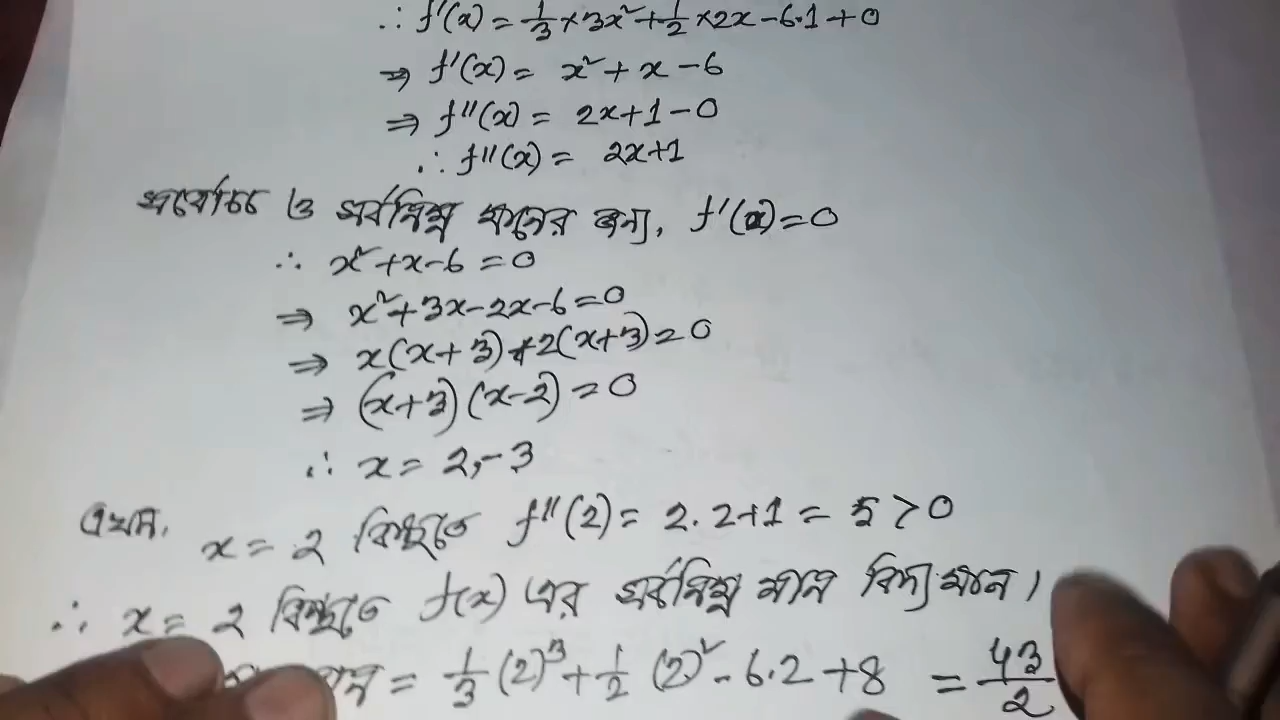 ∴ f'(x) = 1/3 × 3x² + 1/2 × 2x - 6·1 + 0
⇒ f'(x) = x² + x - 6
⇒ f''(x) = 2x + 1 - 0
∴ f''(x) = 2x+1
সর্বোচ্চ ও সর্বনিম্ন মানের জন্য, f'(x) = 0
∴ x² + x - 6 = 0
⇒ x² + 3x - 2x - 6 = 0
⇒ x(x+3) - 2(x+3) = 0
⇒ (x+3)(x-2) = 0
∴ x = 2, -3
এখন, x = 2 বিন্দুতে f''(2) = 2.2+1 = 5 > 0
∴ x = 2 বিন্দুতে f(x) এর সর্বনিম্ন মান বিদ্যমান।
= 1/3 (2)³ + 1/2 (2)² - 6.2 + 8 = 43/2